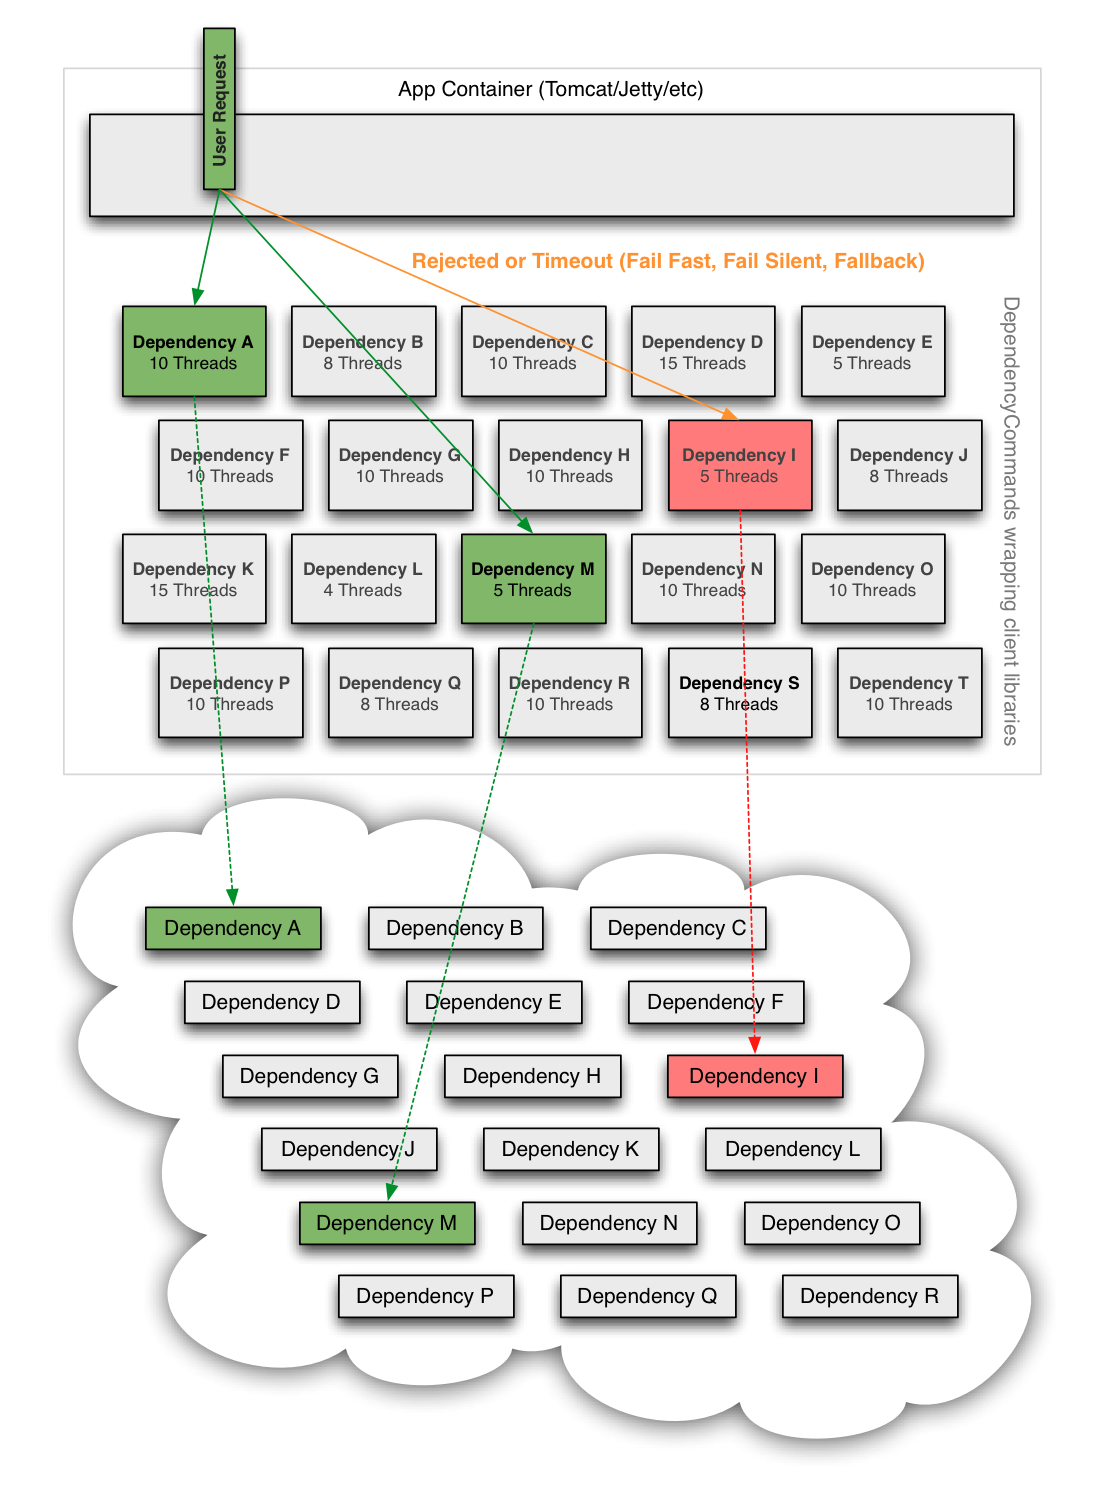 User Request
App Container (Tomcat/Jetty/etc)
Rejected or Timeout (Fail Fast, Fail Silent, Fallback)
Dependency A
10 Threads
Dependency B
8 Threads
Dependency C
10 Threads
Dependency D
15 Threads
Dependency E
5 Threads
Dependency F
10 Threads
Dependency G
10 Threads
Dependency H
10 Threads
Dependency I
5 Threads
Dependency J
8 Threads
Dependency K
15 Threads
Dependency L
4 Threads
Dependency M
5 Threads
Dependency N
10 Threads
Dependency O
10 Threads
Dependency P
10 Threads
Dependency Q
8 Threads
Dependency R
10 Threads
Dependency S
8 Threads
Dependency T
10 Threads
DependencyCommands wrapping client libraries
Dependency A
Dependency B
Dependency C
Dependency D
Dependency E
Dependency F
Dependency G
Dependency H
Dependency I
Dependency J
Dependency K
Dependency L
Dependency M
Dependency N
Dependency O
Dependency P
Dependency Q
Dependency R